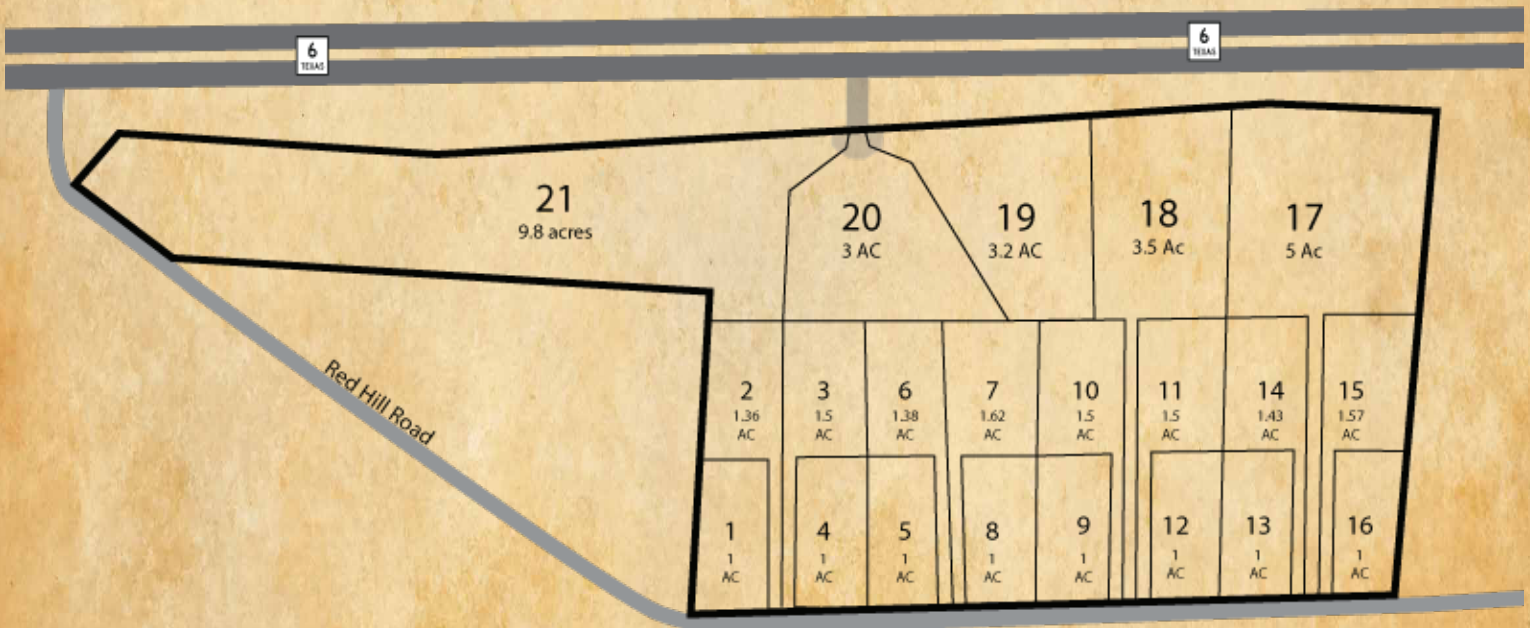 6
TEXAS
6
TEXAS
21
9.8 acres
20
3 AC
19
3.2 AC
18
3.5 Ac
17
5 Ac
Red Hill Road
2
1.36
AC
3
1.5
AC
6
1.38
AC
7
1.62
AC
10
1.5
AC
11
1.5
AC
14
1.43
AC
15
1.57
AC
1
1
AC
4
1
AC
5
1
AC
8
1
AC
9
1
AC
12
1
AC
13
1
AC
16
1
AC